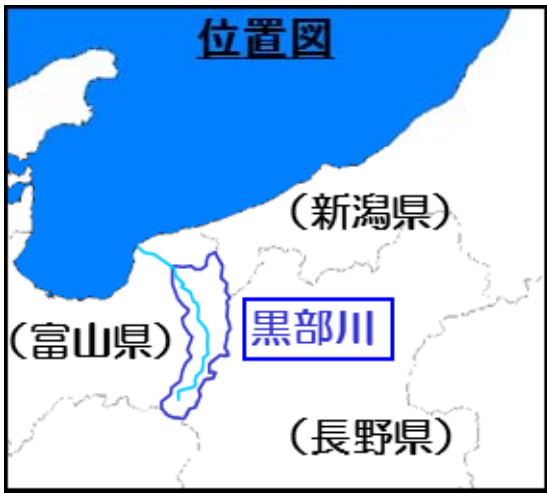 位置図
（新潟県）
黒部川
（富山県）
（長野県）